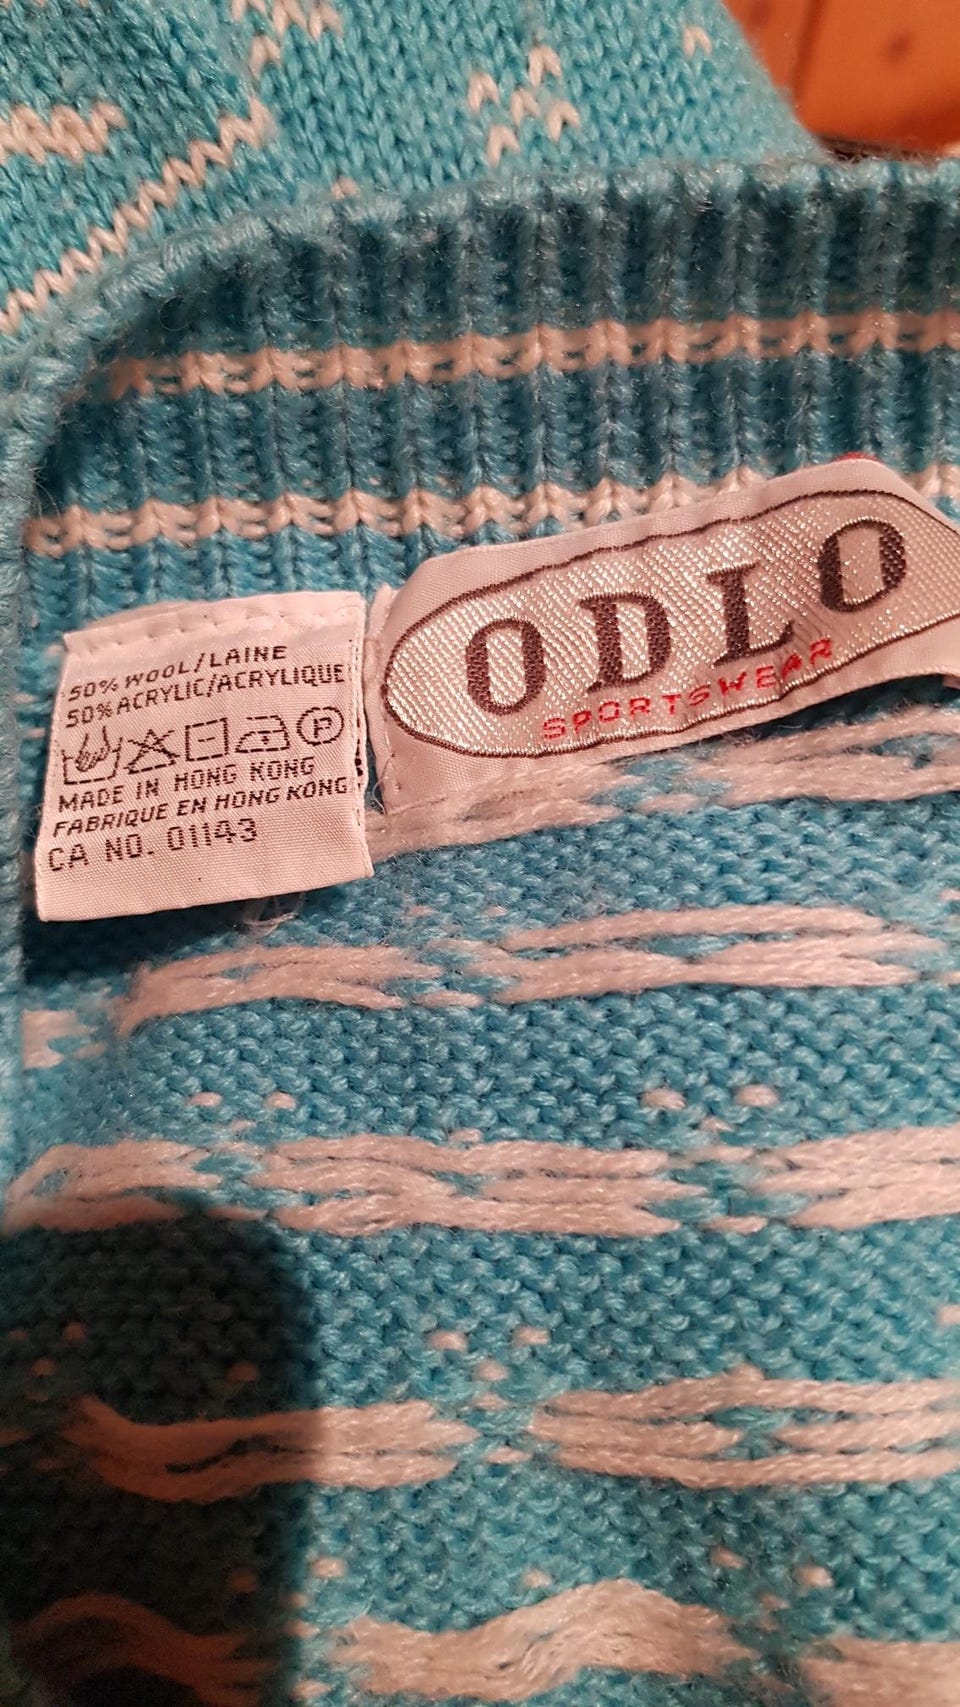 50% WOOL/LAINE
50% ACRYLIC/ACRYLIQUE
P
MADE IN HONG KONG
FABRIQUE EN HONG KONG
CA NO. 01143
ODLO
SPORTSWEAR